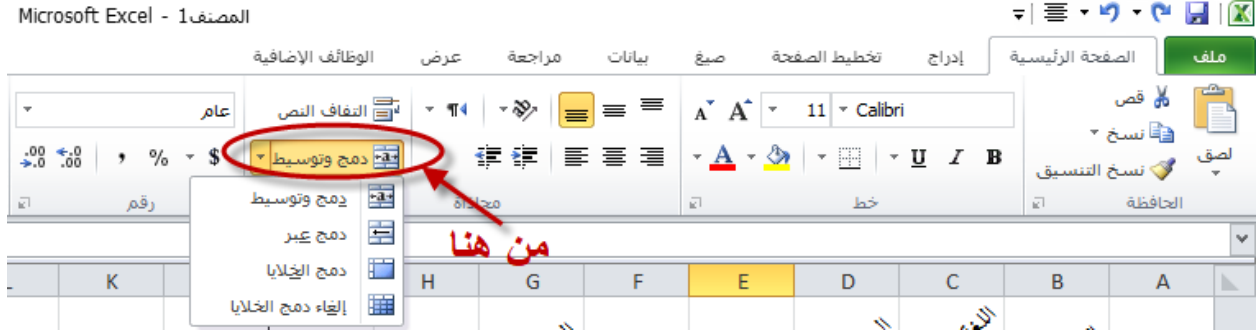 المصنف1 - Microsoft Excel
ملف الصفحة الرئيسية إدراج تخطيط الصفحة صيغ بيانات مراجعة عرض الوظائف الإضافية
لصق
قص
نسخ
نسخ التنسيق
الحافظة
Calibri 11
B I U A
خط
التفاف النص
دمج وتوسيط
محاذاة
عام
$ % ,
رقم
دمج وتوسيط
دمج عبر
دمج الخلايا
إلغاء دمج الخلايا
من هنا
A B C D E F G H K L